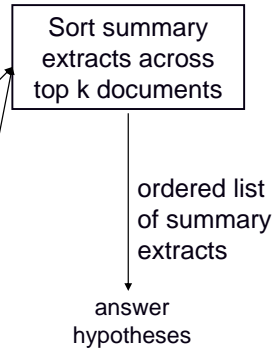 Sort summary
extracts across
top k documents
ordered list
of summary
extracts
answer
hypotheses